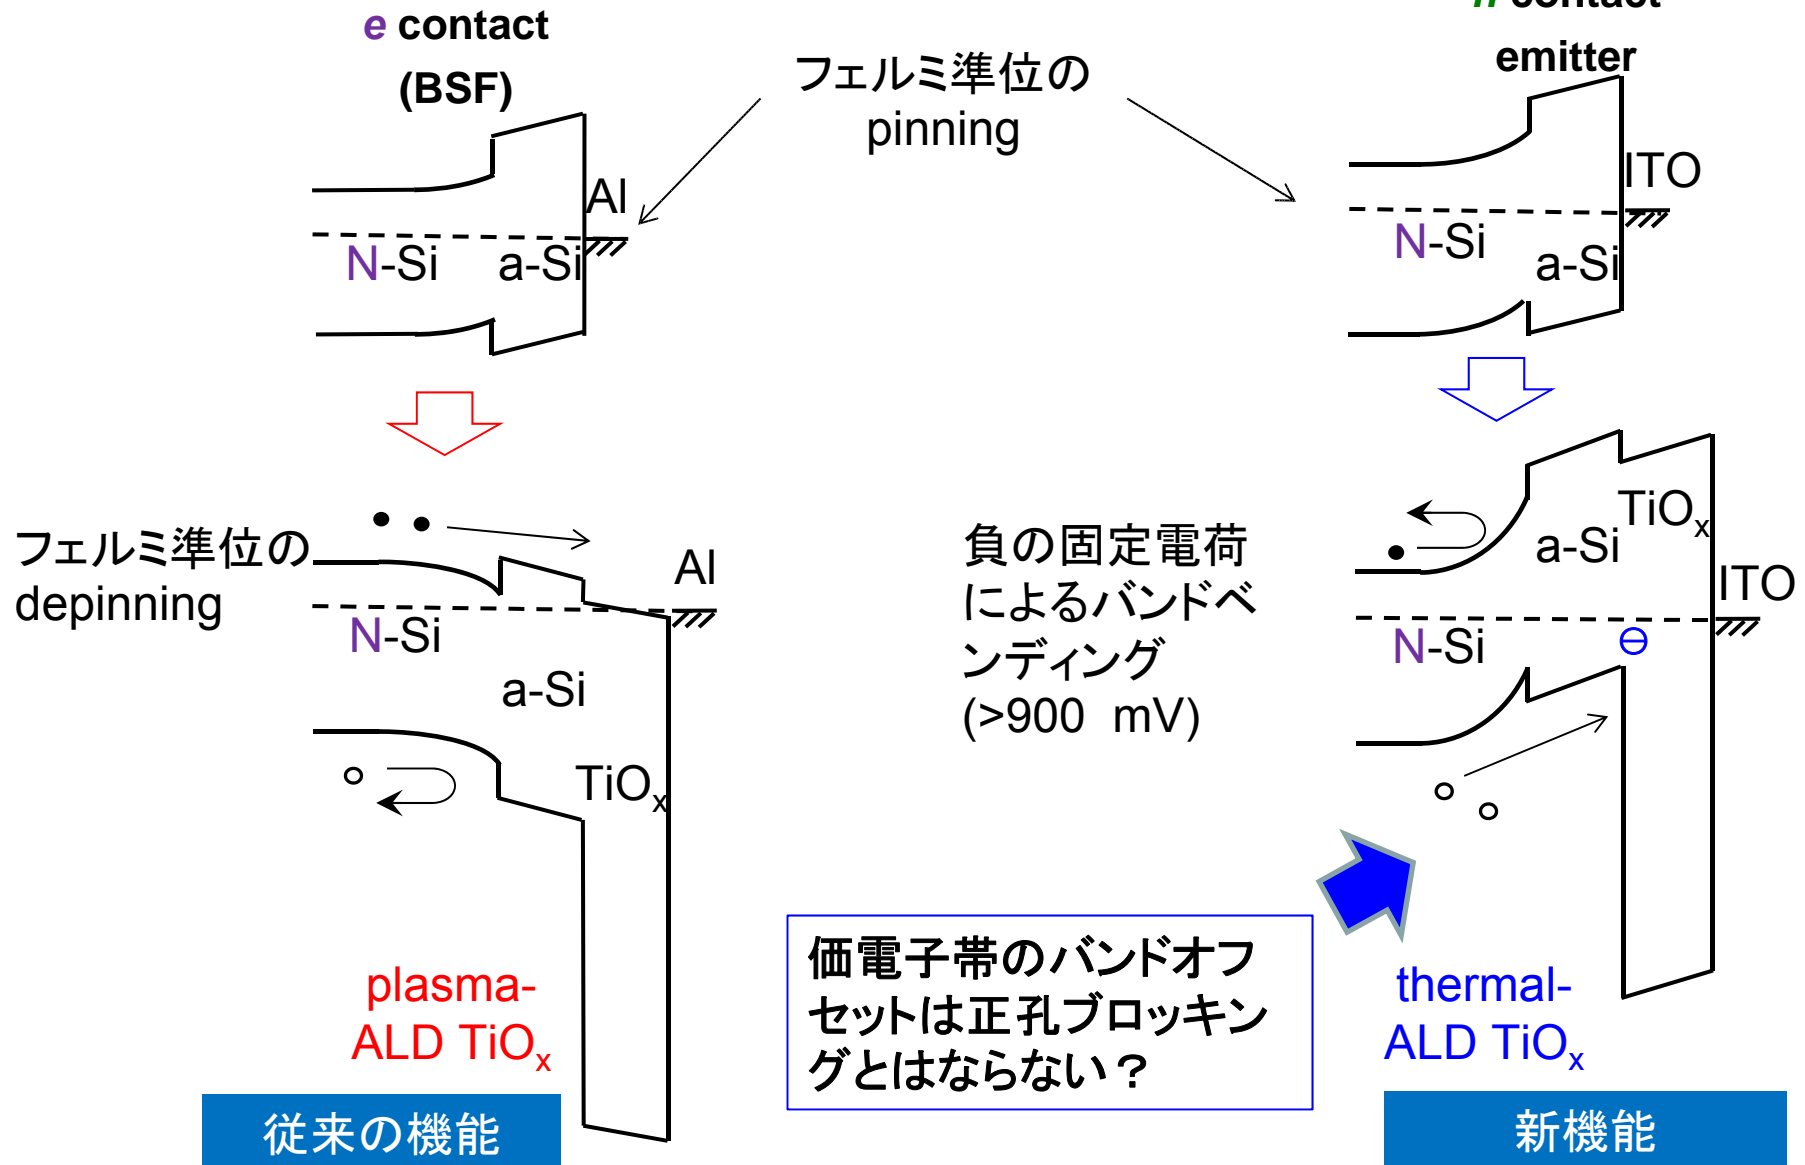 e contact
(BSF)
フェルミ準位の
pinning
h contact
emitter
Al
N-Si
a-Si
ITO
N-Si
a-Si
フェルミ準位の
depinning
Al
N-Si
a-Si
TiOx
負の固定電荷
によるバンドベ
ンディング
(>900 mV)
TiOx
a-Si
ITO
N-Si
plasma-
ALD TiOx
価電子帯のバンドオフ
セットは正孔ブロッキン
グとはならない？
thermal-
ALD TiOx
従来の機能
新機能